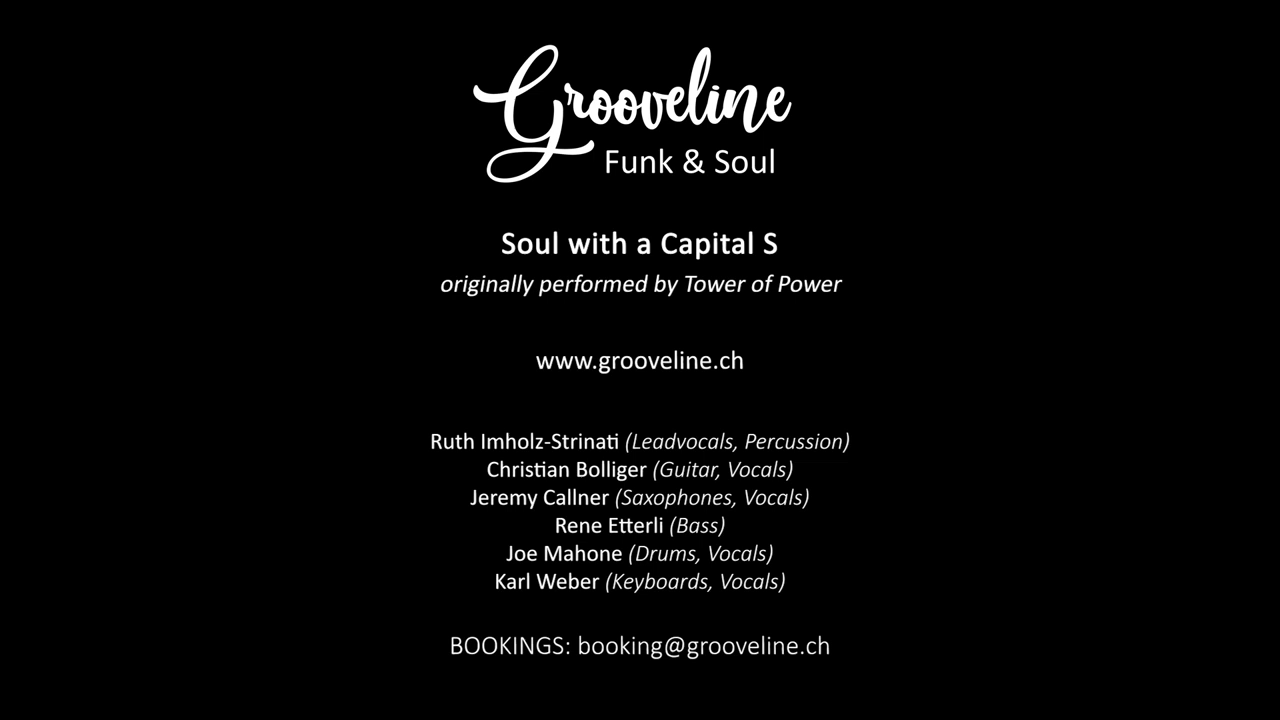 Grooveline
Funk & Soul
Soul with a Capital S
originally performed by Tower of Power
www.grooveline.ch
Ruth Imholz-Strinati (Leadvocals, Percussion)
Christian Bolliger (Guitar, Vocals)
Jeremy Callner (Saxophones, Vocals)
Rene Etterli (Bass)
Joe Mahone (Drums, Vocals)
Karl Weber (Keyboards, Vocals)
BOOKINGS: booking@grooveline.ch